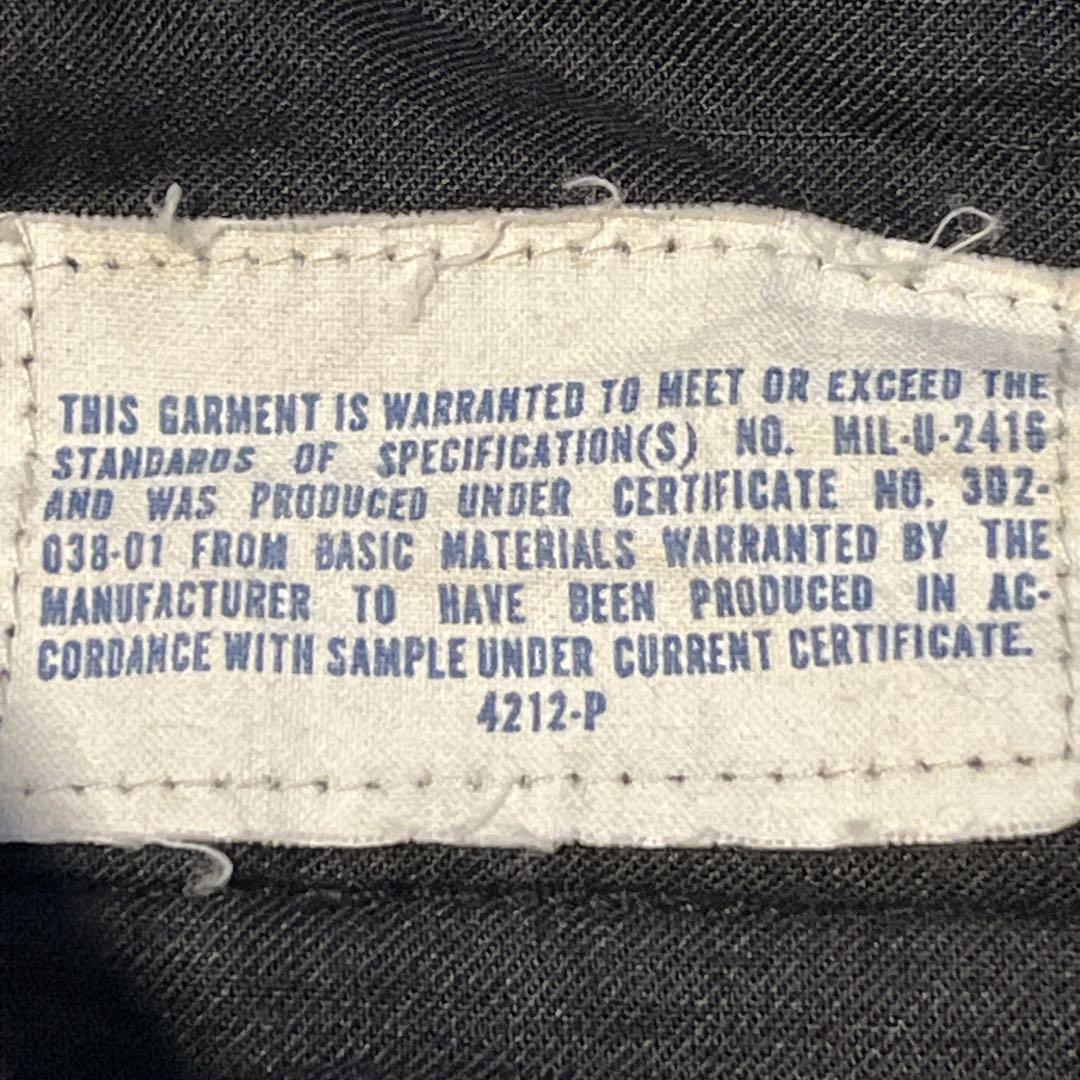 THIS GARMENT IS WARRANTED TO MEET OR EXCEED THE
STANDARDS OF SPECIFICATION(S) NO. MIL-U-2416
AND WAS PRODUCED UNDER CERTIFICATE NO. 3D2-
038-01 FROM BASIC MATERIALS WARRANTED BY THE
MANUFACTURER TO HAVE BEEN PRODUCED IN AC-
CORDANCE WITH SAMPLE UNDER CURRENT CERTIFICATE.
4212-P